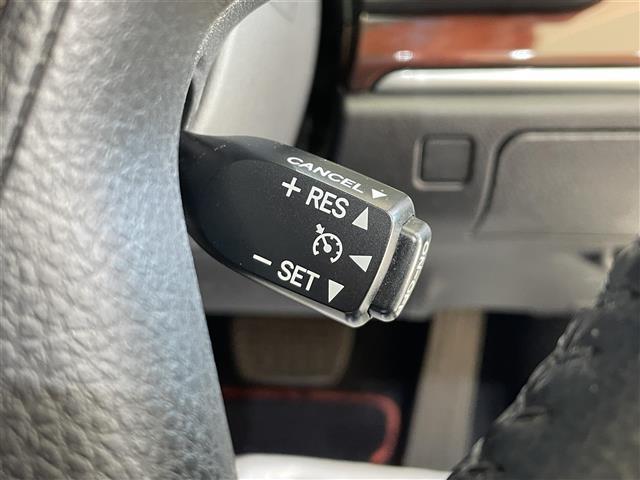 CANCEL ▼
+ RES ▲
◀
− SET ▼